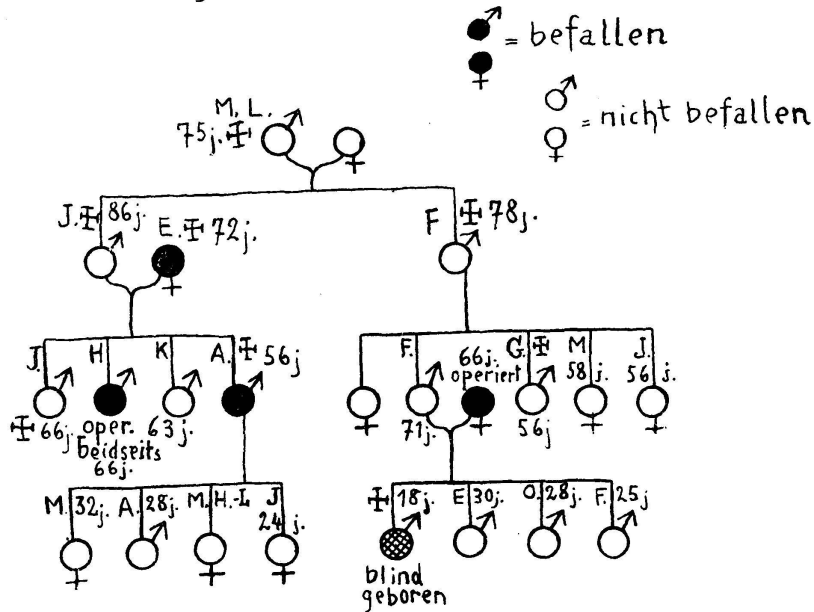 = befallen
= nicht befallen
M. L.
75j. ✠
J. ✠ 86j.
E. ✠ 72j.
F ✠ 78j.
J.
✠ 66j.
H
oper.
beidseits
66j.
K
63j.
A. ✠ 56j
F.
71j.
66j.
operiert
G. ✠
56j
M
58 j.
J.
56 j.
M. 32j.
A. 28j.
M. H.-L
J
24 j.
✠ 18j.
blind
geboren
E 30j.
O. 28j.
F. 25j